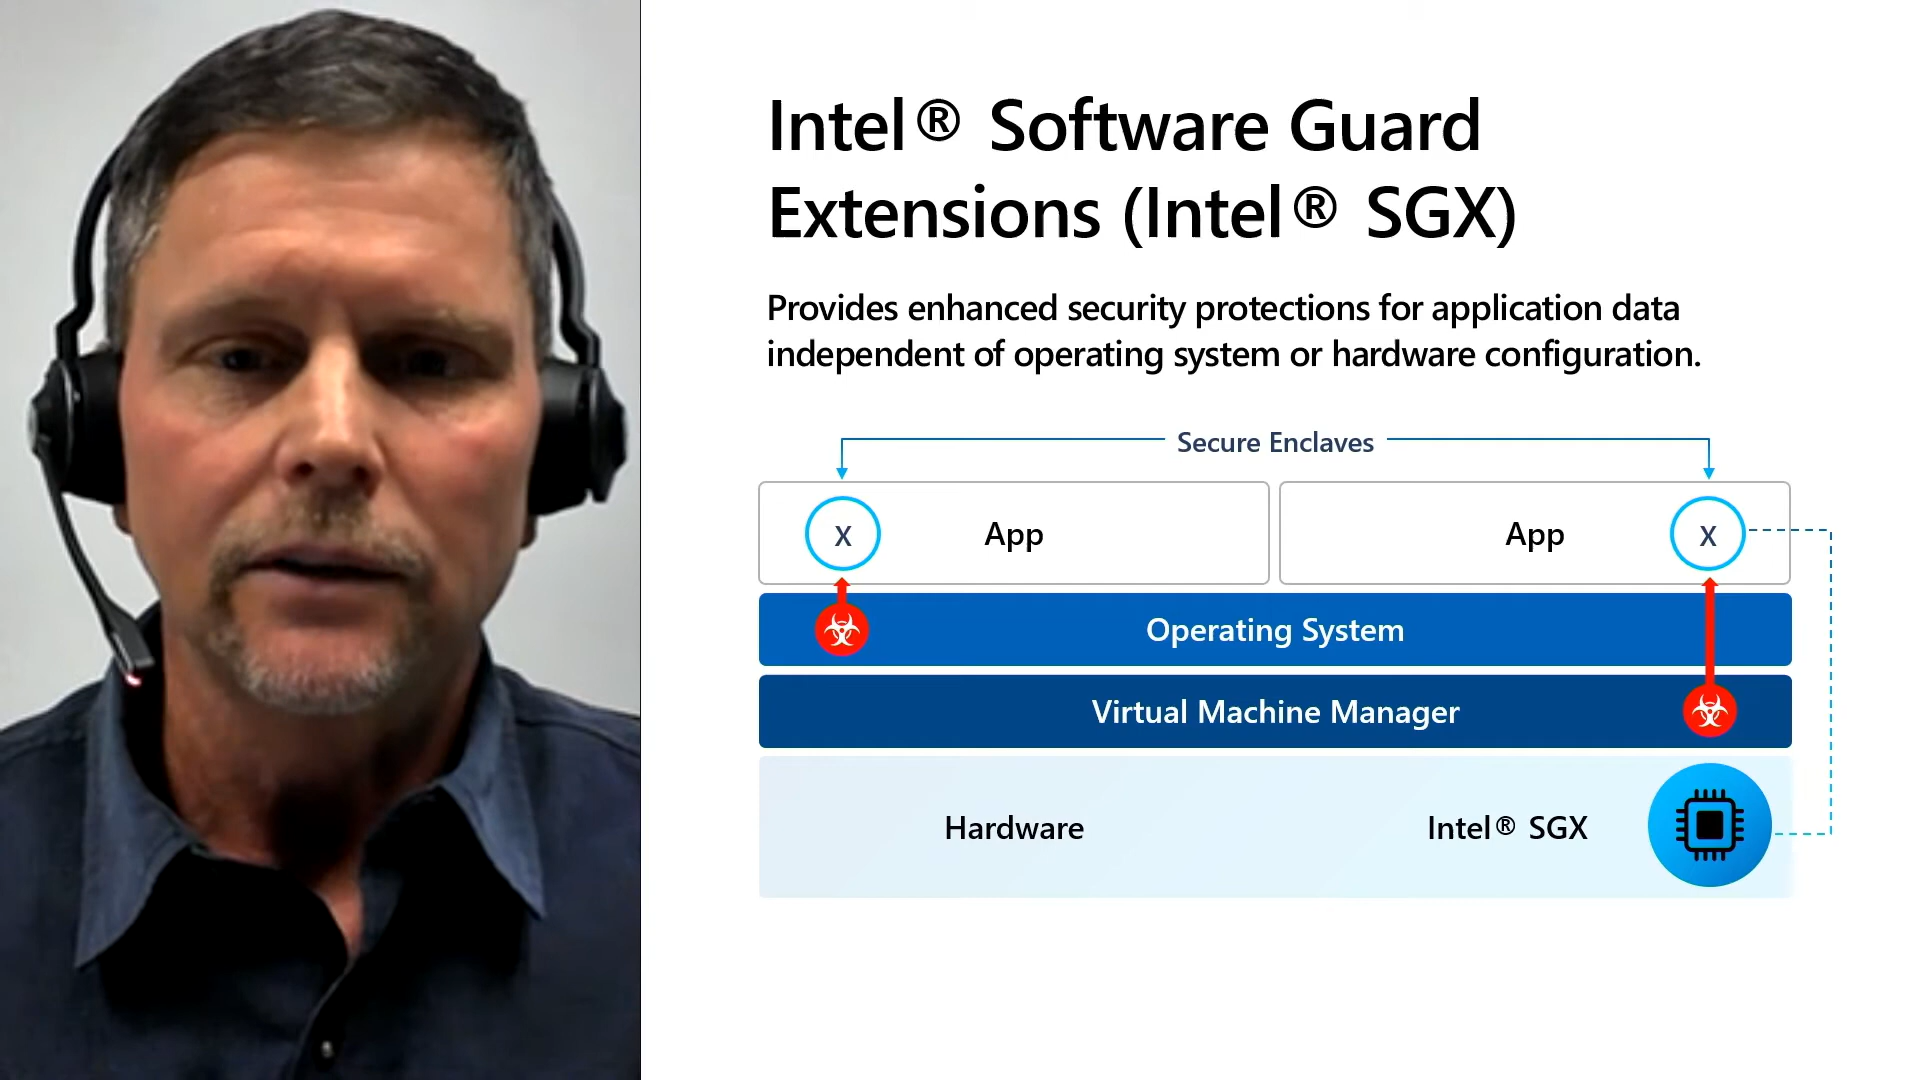 Intel® Software Guard
Extensions (Intel® SGX)
Provides enhanced security protections for application data
independent of operating system or hardware configuration.
Secure Enclaves
X App
App X
Operating System
Virtual Machine Manager
Hardware
Intel® SGX